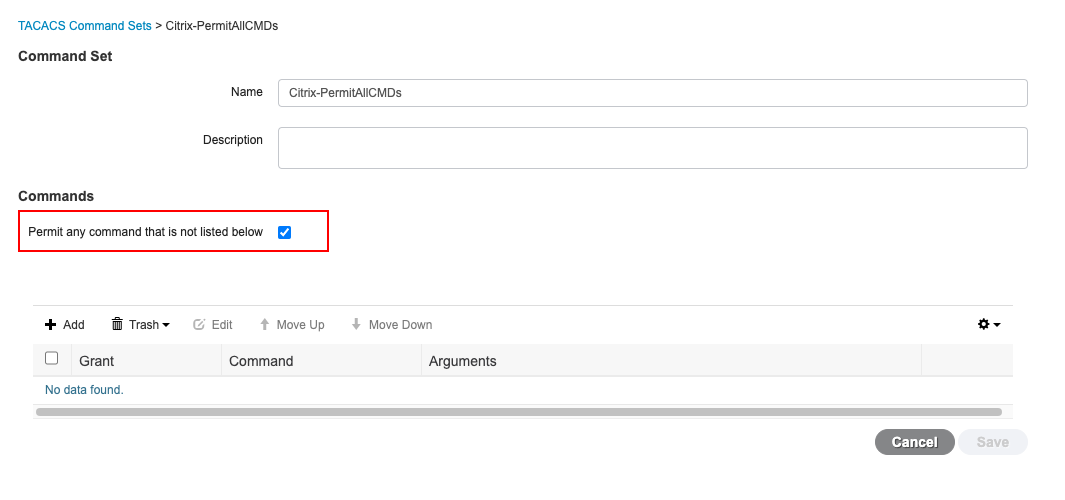 TACACS Command Sets > Citrix-PermitAllCMDs
Command Set
Name Citrix-PermitAllCMDs
Description
Commands
Permit any command that is not listed below
Add Trash Edit Move Up Move Down
Grant Command Arguments
No data found.
Cancel Save